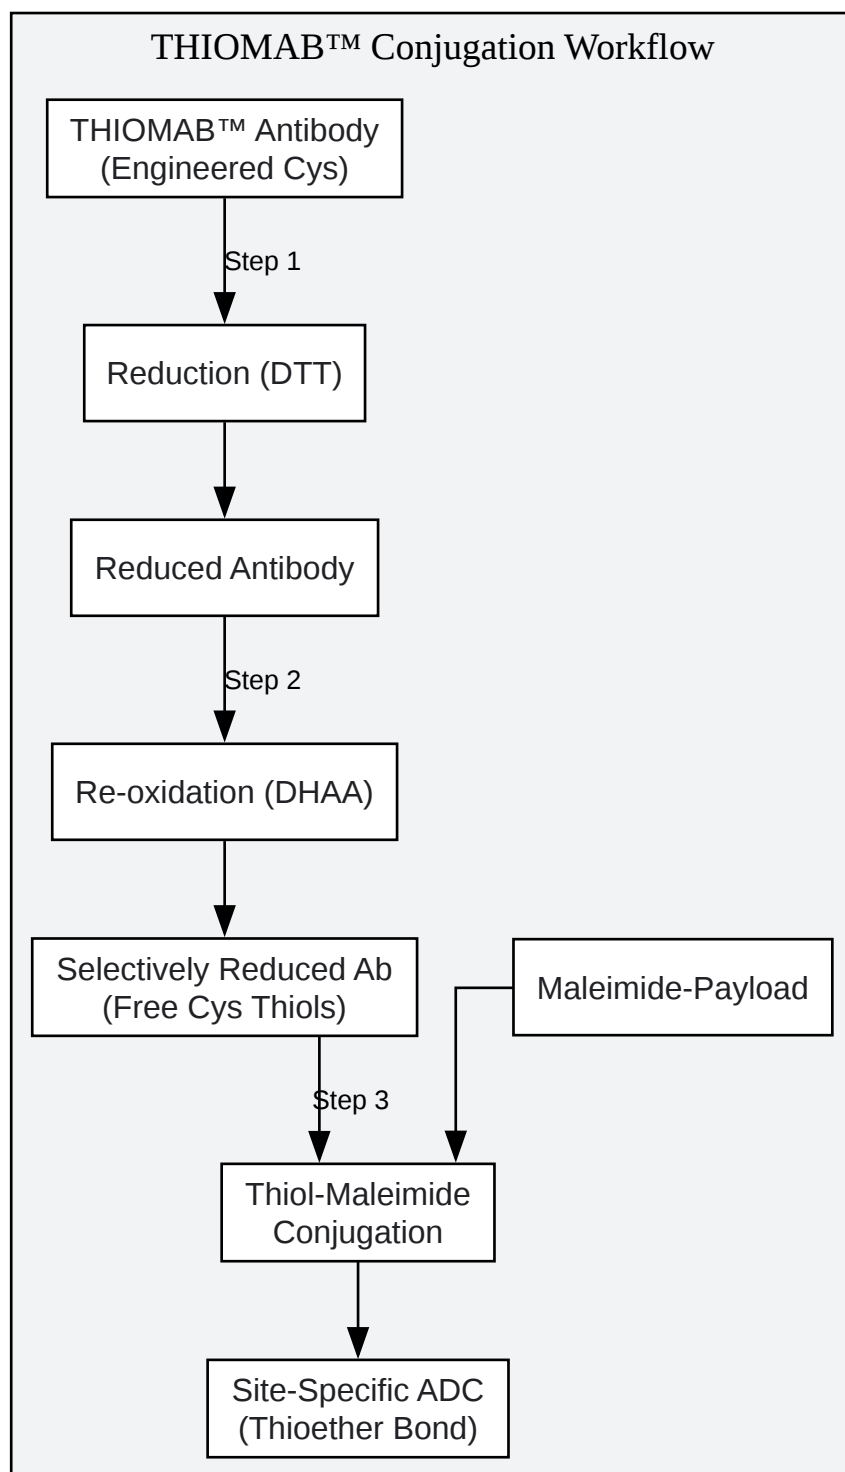 THIOMAB™ Conjugation Workflow
THIOMAB™ Antibody
(Engineered Cys)
Step 1
Reduction (DTT)
Reduced Antibody
Step 2
Re-oxidation (DHAA)
Selectively Reduced Ab
(Free Cys Thiols)
Maleimide-Payload
Step 3
Thiol-Maleimide
Conjugation
Site-Specific ADC
(Thioether Bond)